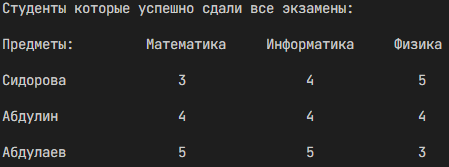 Студенты которые успешно сдали все экзамены:
Предметы: Математика Информатика Физика
Сидорова 3 4 5
Абдулин 4 4 4
Абдулаев 5 5 3